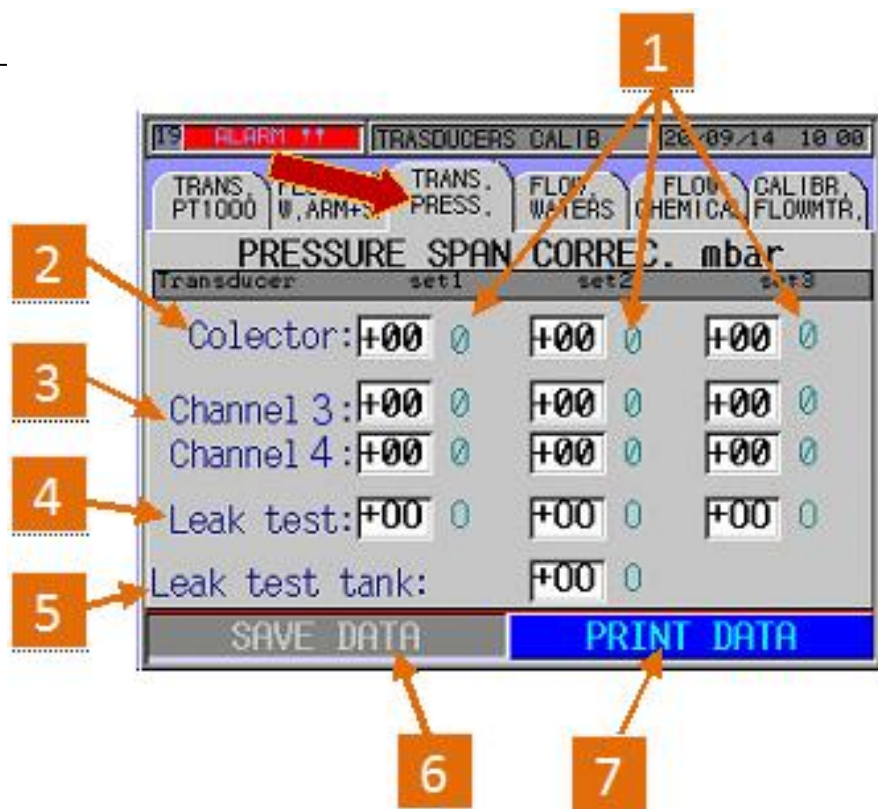 1
19 ALARM !! TRASDUCERS CALIB 20/09/14 10 00
TRANS. TRANS. FLOW. FLOW. CALIBR.
PT1000 W.ARM+S. PRESS. WATERS CHEMICAL FLOWMTR.
PRESSURE SPAN CORREC. mbar
Transducer set1 set2 set3
2
Colector: +00 0 +00 0 +00 0
3
Channel 3: +00 0 +00 0 +00 0
Channel 4: +00 0 +00 0 +00 0
4
Leak test: +00 0 +00 0 +00 0
5
Leak test tank: +00 0
SAVE DATA PRINT DATA
6 7